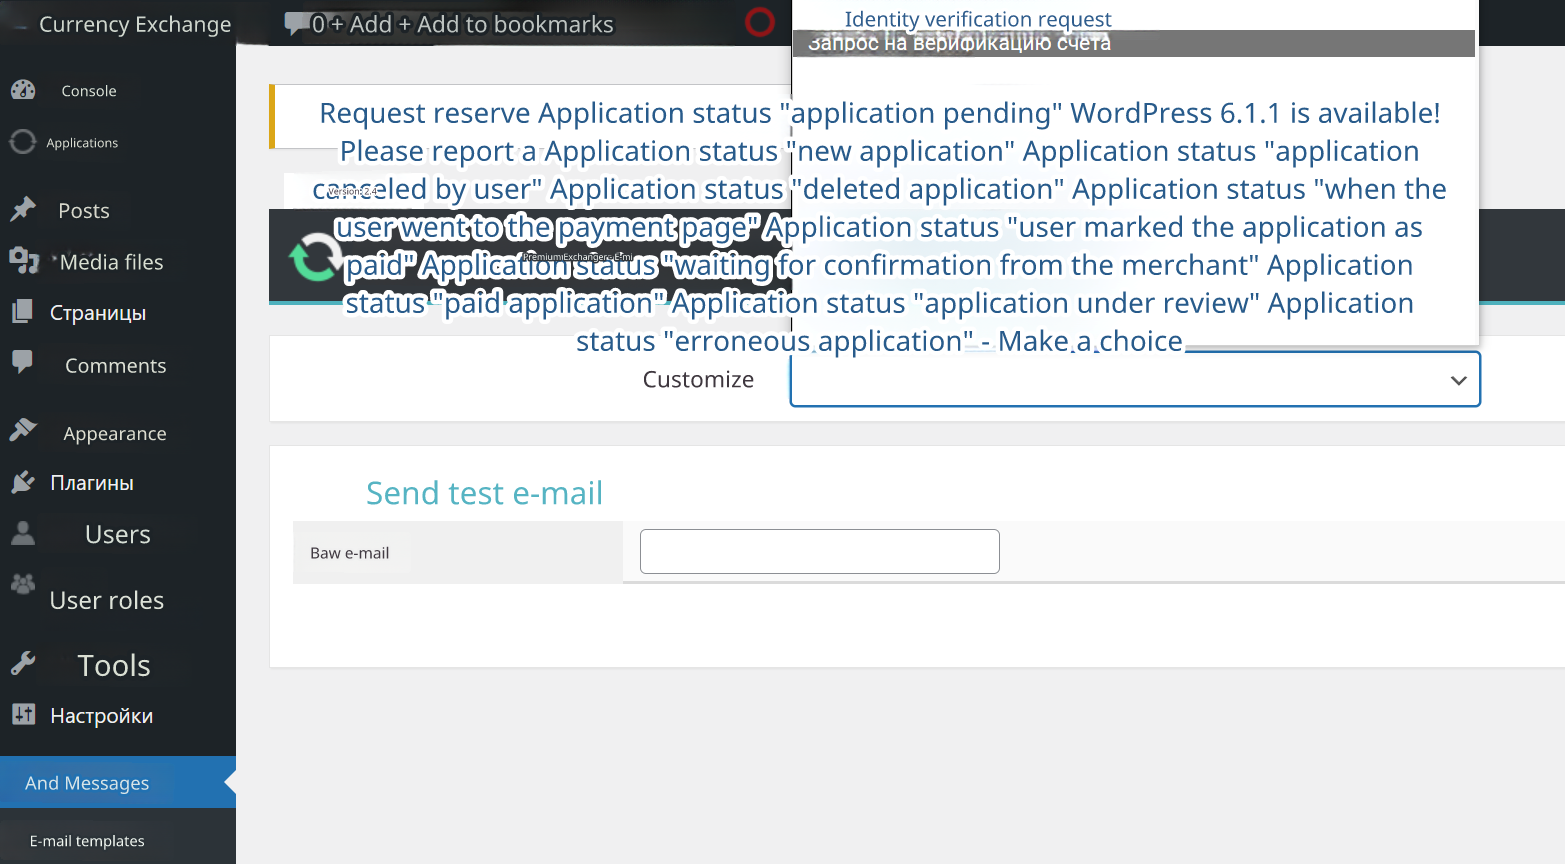 Currency Exchange
0 + Add + Add to bookmarks
Identity verification request
Запрос на верификацию счета
Console
Applications
Request reserve Application status "application pending" WordPress 6.1.1 is available!
Please report a Application status "new application" Application status "application
canceled by user" Application status "deleted application" Application status "when the
user went to the payment page" Application status "user marked the application as
paid" Application status "waiting for confirmation from the merchant" Application
status "paid application" Application status "application under review" Application
status "erroneous application" - Make a choice
Version: 2.4
PremiumExchangers E-mi
Posts
Media files
Страницы
Comments
Appearance
Плагины
Users
User roles
Tools
Настройки
And Messages
E-mail templates
Customize
Send test e-mail
Baw e-mail